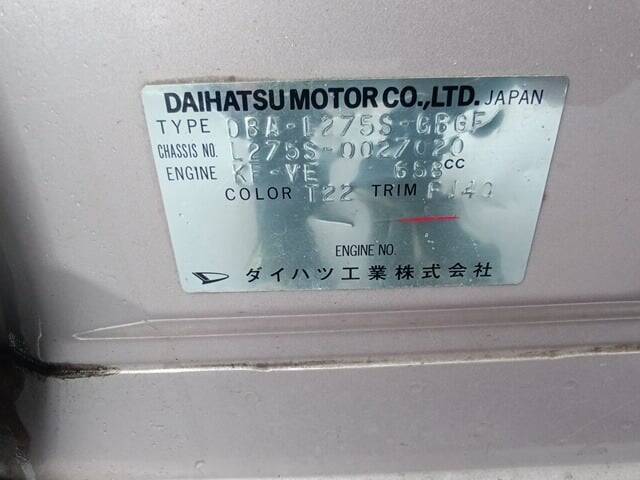 DAIHATSU MOTOR CO.,LTD. JAPAN
TYPE DBA-L275S-GBGF
CHASSIS NO. L275S-0027020
ENGINE KF-VE 658CC
COLOR T22 TRIM FJ40
ENGINE NO.
ダイハツ工業株式会社